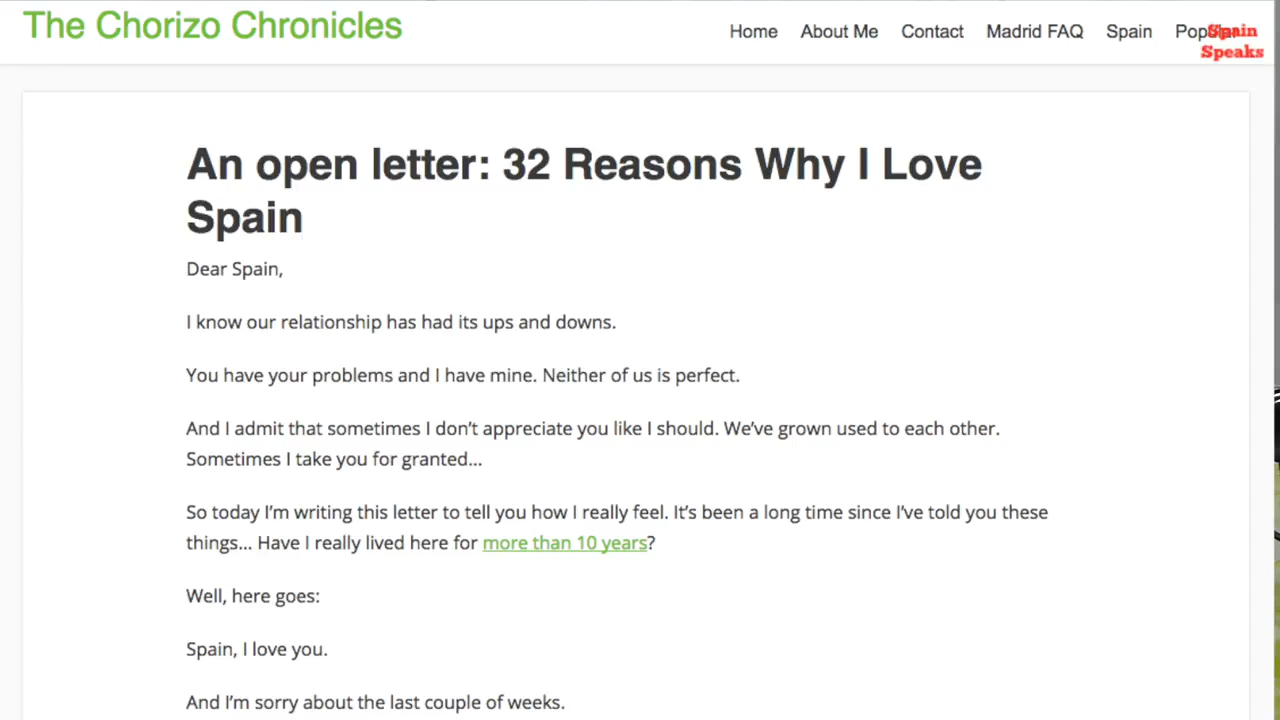 The Chorizo Chronicles
Home About Me Contact Madrid FAQ Spain
Spain
Speaks
An open letter: 32 Reasons Why I Love
Spain
Dear Spain,
I know our relationship has had its ups and downs.
You have your problems and I have mine. Neither of us is perfect.
And I admit that sometimes I don’t appreciate you like I should. We’ve grown used to each other.
Sometimes I take you for granted…
So today I’m writing this letter to tell you how I really feel. It’s been a long time since I’ve told you these
things… Have I really lived here for more than 10 years?
Well, here goes:
Spain, I love you.
And I’m sorry about the last couple of weeks.